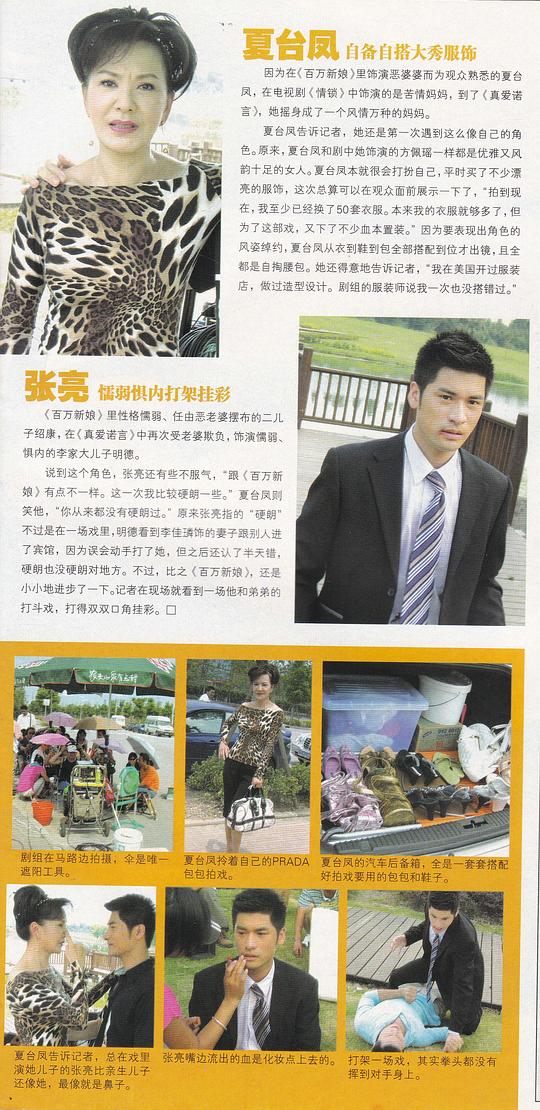 夏台凤 自备自搭大秀服饰
因为在《百万新娘》里饰演恶婆婆而为观众熟悉的夏台
凤，在电视剧《情锁》中饰演的是苦情妈妈，到了《真爱诺
言》，她摇身成了一个风情万种的妈妈。
夏台凤告诉记者，她还是第一次遇到这么像自己的角
色。原来，夏台凤和剧中她饰演的方佩瑶一样都是优雅又风
韵十足的女人。夏台凤本就很会打扮自己，平时买了不少漂
亮的服饰，这次总算可以在观众面前展示一下了，“拍到现
在，我至少已经换了50套衣服。本来我的衣服就够多了，但
为了这部戏，又下了不少血本置装。”因为要表现出角色的
风姿绰约，夏台凤从衣到鞋到包全部搭配到位才出镜，且全
都是自掏腰包。她还得意地告诉记者，“我在美国开过服装
店，做过造型设计。剧组的服装师说我一次也没搭错过。”
张亮 懦弱惧内打架挂彩
《百万新娘》里性格懦弱、任由恶老婆摆布的二儿
子绍康，在《真爱诺言》中再次受老婆欺负，饰演懦弱、
惧内的李家大儿子明德。
说到这个角色，张亮还有些不服气，“跟《百万新
娘》有点不一样。这一次我比较硬朗一些。”夏台凤则
笑他，“你从来都没有硬朗过。”原来张亮指的“硬朗”
不过是在一场戏里，明德看到李佳璘饰的妻子跟别人进
了宾馆，因为误会动手打了她，但之后还认了半天错，
硬朗也没硬朗对地方。不过，比之《百万新娘》，还是
小小地进步了一下。记者在现场就看到一场他和弟弟的
打斗戏，打得双双口角挂彩。□
剧组在马路边拍摄，伞是唯一
遮阳工具。
夏台凤拎着自己的PRADA
包包拍戏。
夏台凤的汽车后备箱，全是一套套搭配
好拍戏要用的包包和鞋子。
夏台凤告诉记者，总在戏里
演她儿子的张亮比亲生儿子
还像她，最像就是鼻子。
张亮嘴边流出的血是化妆点上去的。
打架一场戏，其实拳头都没有
挥到对手身上。